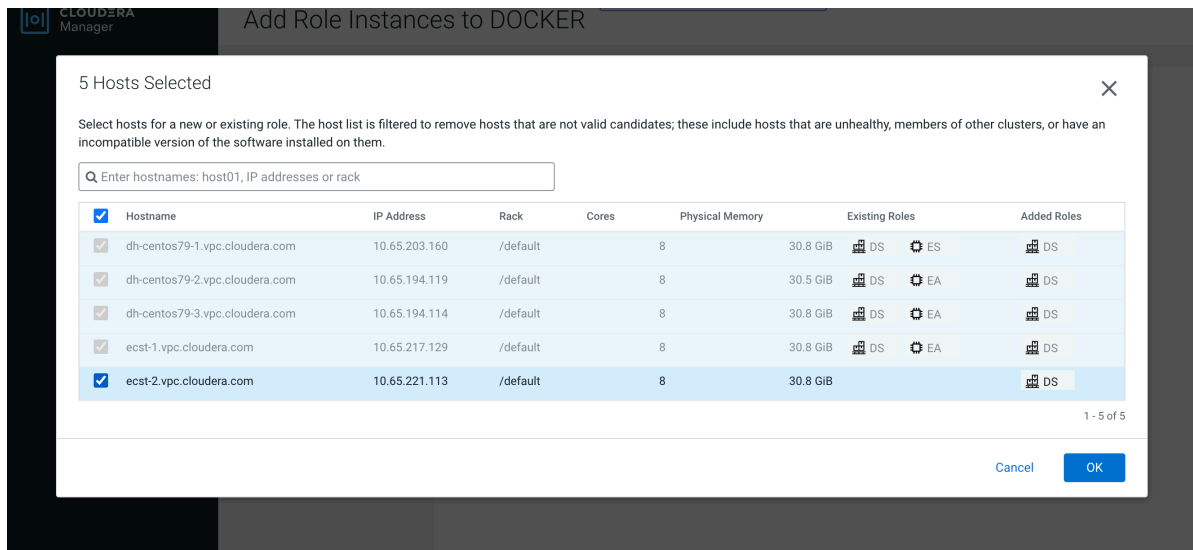 CLOUDERA
Manager
Add Role Instances to DOCKER
5 Hosts Selected
Select hosts for a new or existing role. The host list is filtered to remove hosts that are not valid candidates; these include hosts that are unhealthy, members of other clusters, or have an
incompatible version of the software installed on them.
Enter hostnames: host01, IP addresses or rack
Hostname IP Address Rack Cores Physical Memory Existing Roles Added Roles
dh-centos79-1.vpc.cloudera.com 10.65.203.160 /default 8 30.8 GiB DS ES DS
dh-centos79-2.vpc.cloudera.com 10.65.194.119 /default 8 30.5 GiB DS EA DS
dh-centos79-3.vpc.cloudera.com 10.65.194.114 /default 8 30.8 GiB DS EA DS
ecst-1.vpc.cloudera.com 10.65.217.129 /default 8 30.8 GiB DS EA DS
ecst-2.vpc.cloudera.com 10.65.221.113 /default 8 30.8 GiB DS
1 - 5 of 5
Cancel OK